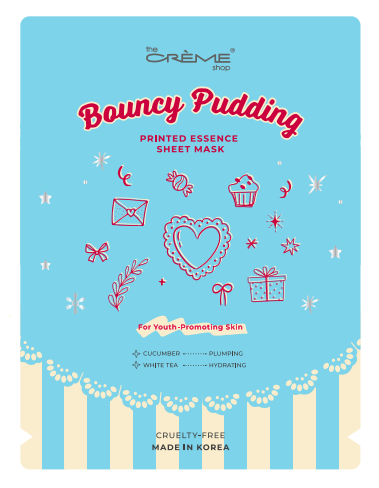 the
CRÈME®
shop
Bouncy Pudding
PRINTED ESSENCE
SHEET MASK
For Youth-Promoting Skin
CUCUMBER ········ PLUMPING
WHITE TEA ········ HYDRATING
CRUELTY-FREE
MADE IN KOREA